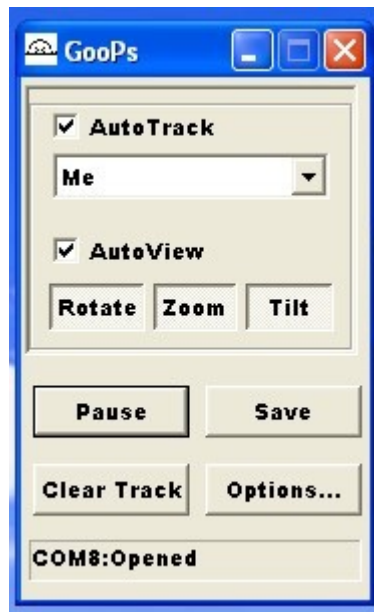 GooPs
AutoTrack
Me
AutoView
Rotate Zoom Tilt
Pause Save
Clear Track Options...
COM8:Opened